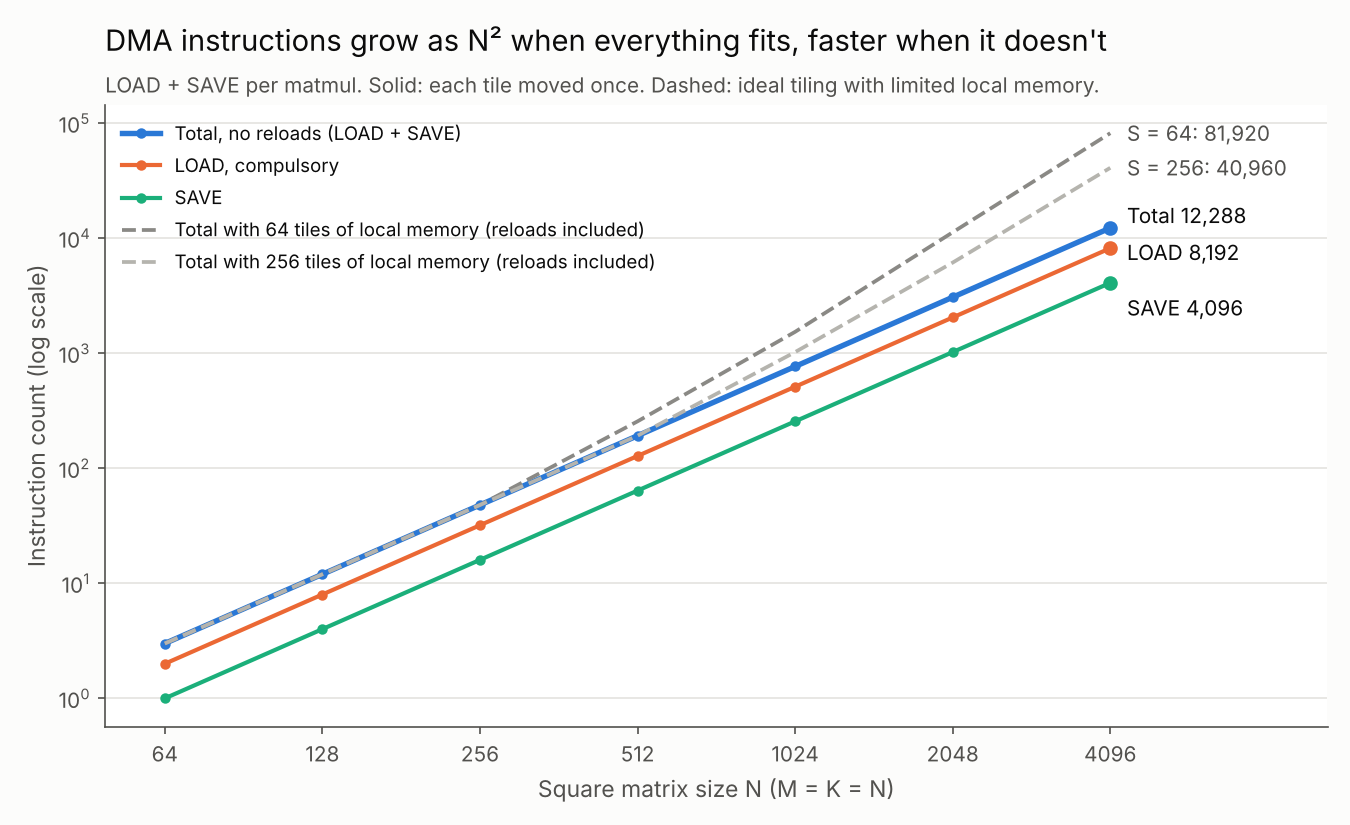 DMA instructions grow as N² when everything fits, faster when it doesn't
LOAD + SAVE per matmul. Solid: each tile moved once. Dashed: ideal tiling with limited local memory.
Total, no reloads (LOAD + SAVE)
LOAD, compulsory
SAVE
Total with 64 tiles of local memory (reloads included)
Total with 256 tiles of local memory (reloads included)
S = 64: 81,920
S = 256: 40,960
Total 12,288
LOAD 8,192
SAVE 4,096
Instruction count (log scale)
10⁵
10⁴
10³
10²
10¹
10⁰
64 128 256 512 1024 2048 4096
Square matrix size N (M = K = N)